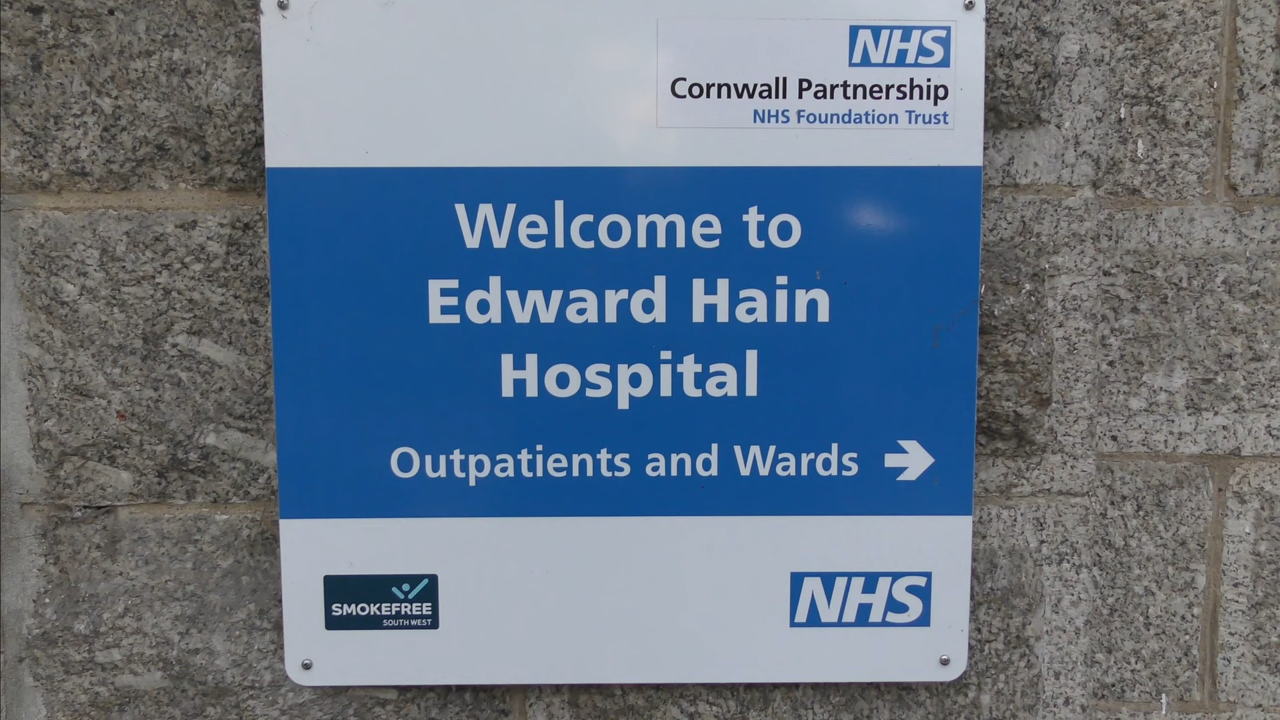 NHS
Cornwall Partnership
NHS Foundation Trust
Welcome to
Edward Hain
Hospital
Outpatients and Wards
SMOKEFREE
SOUTH WEST
NHS